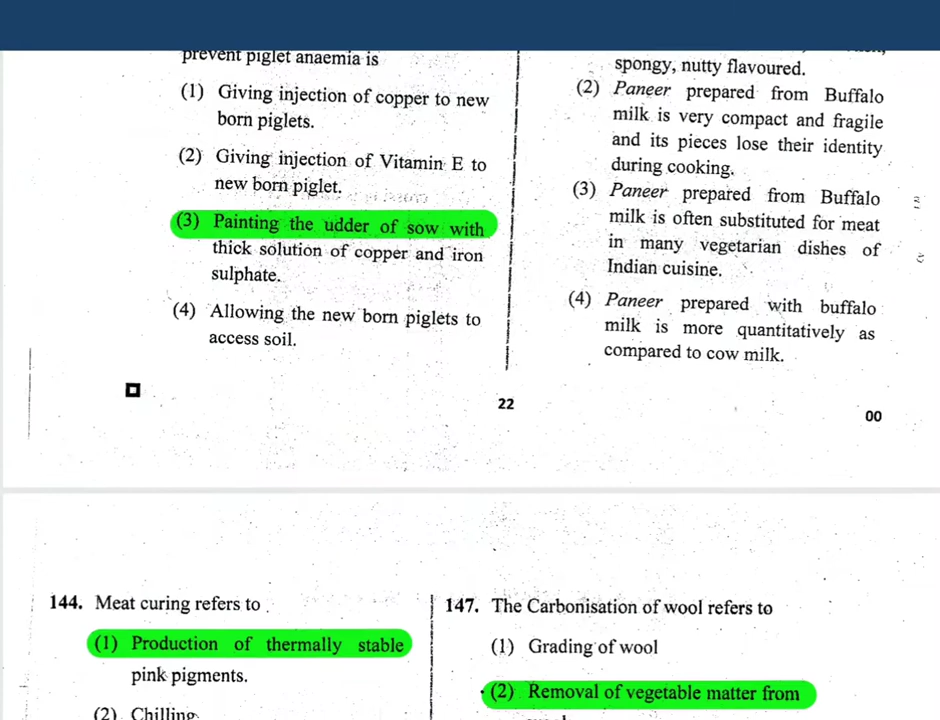 prevent piglet anaemia is
(1) Giving injection of copper to new
born piglets.
(2) Giving injection of Vitamin E to
new born piglet.
(3) Painting the udder of sow with
thick solution of copper and iron
sulphate.
(4) Allowing the new born piglets to
access soil.
spongy, nutty flavoured.
(2) Paneer prepared from Buffalo
milk is very compact and fragile
and its pieces lose their identity
during cooking.
(3) Paneer prepared from Buffalo
milk is often substituted for meat
in many vegetarian dishes of
Indian cuisine.
(4) Paneer prepared with buffalo
milk is more quantitatively as
compared to cow milk.
22
00
144. Meat curing refers to
(1) Production of thermally stable
pink pigments.
(2) Chilling
147. The Carbonisation of wool refers to
(1) Grading of wool
(2) Removal of vegetable matter from